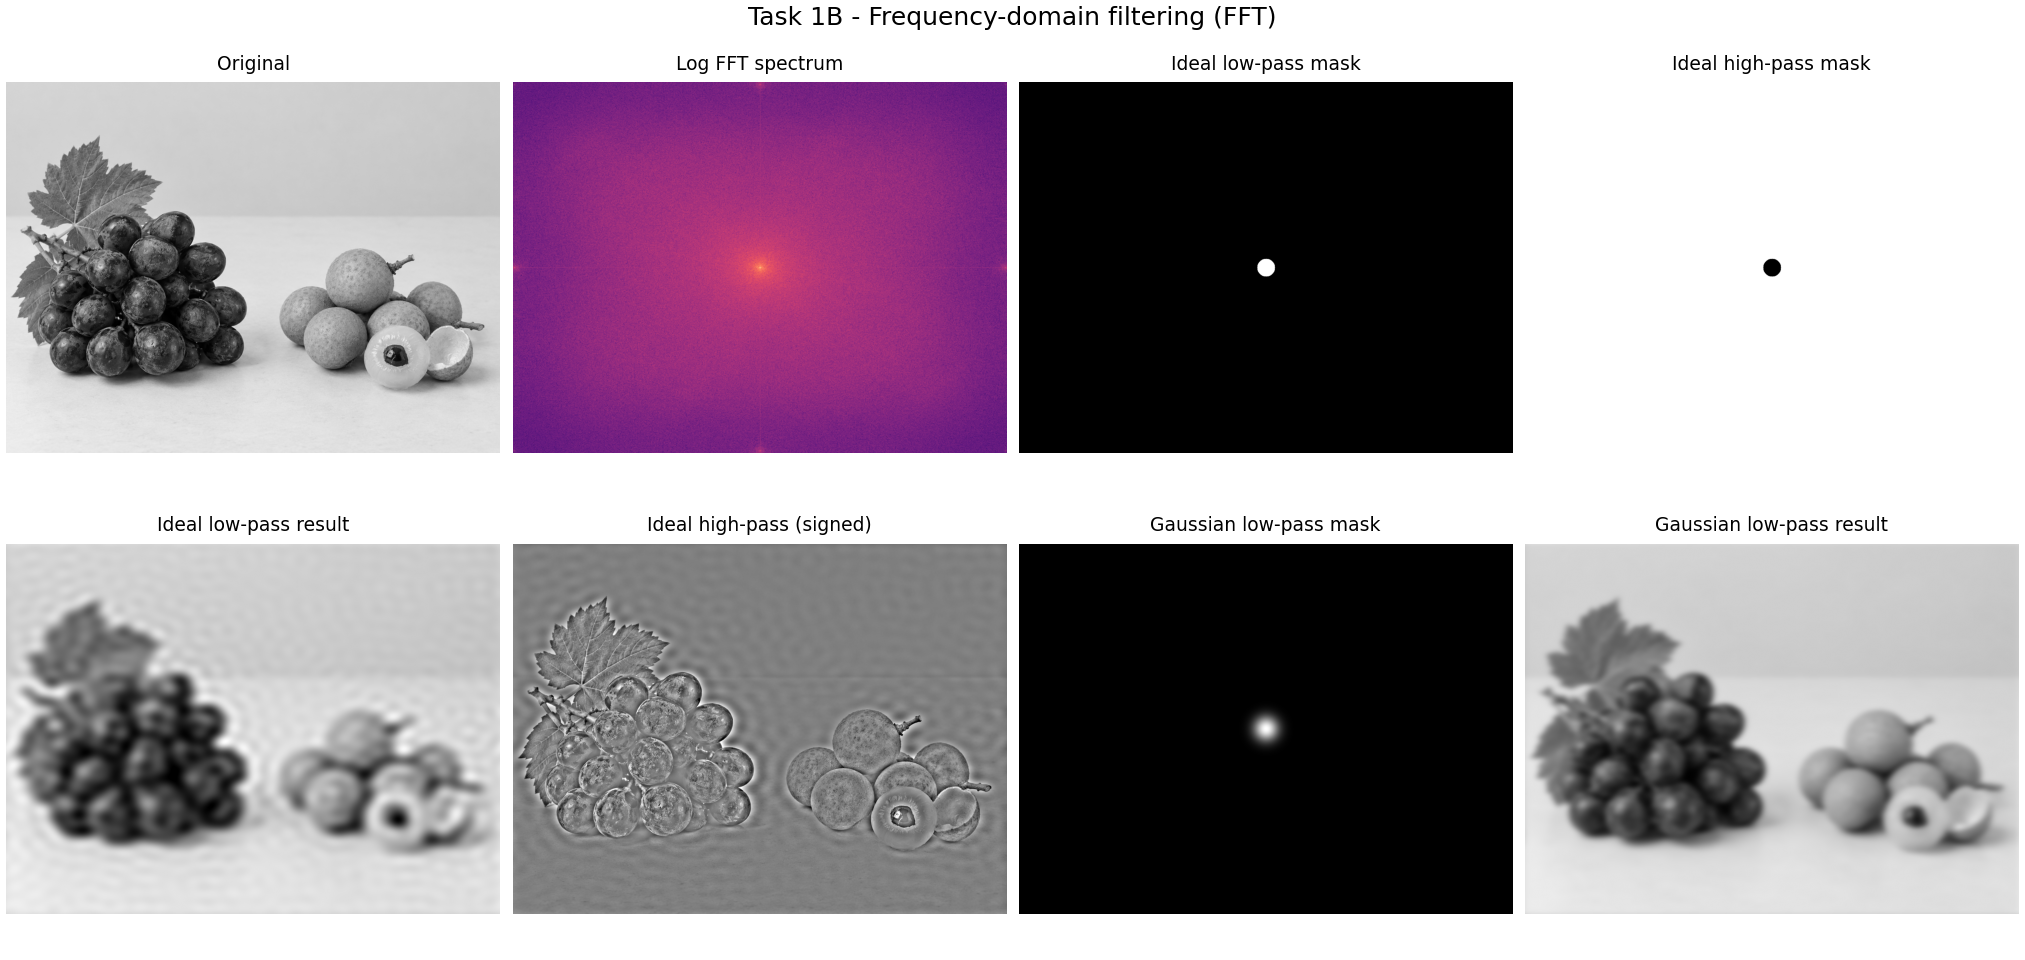 Task 1B - Frequency-domain filtering (FFT)
Original
Log FFT spectrum
Ideal low-pass mask
Ideal high-pass mask
Ideal low-pass result
Ideal high-pass (signed)
Gaussian low-pass mask
Gaussian low-pass result